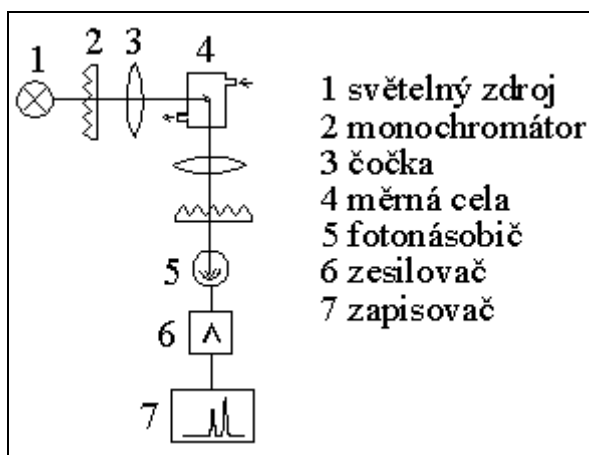 1
2
3
4
5
6
7
1 světelný zdroj
2 monochromátor
3 čočka
4 měrná cela
5 fotonásobič
6 zesilovač
7 zapisovač